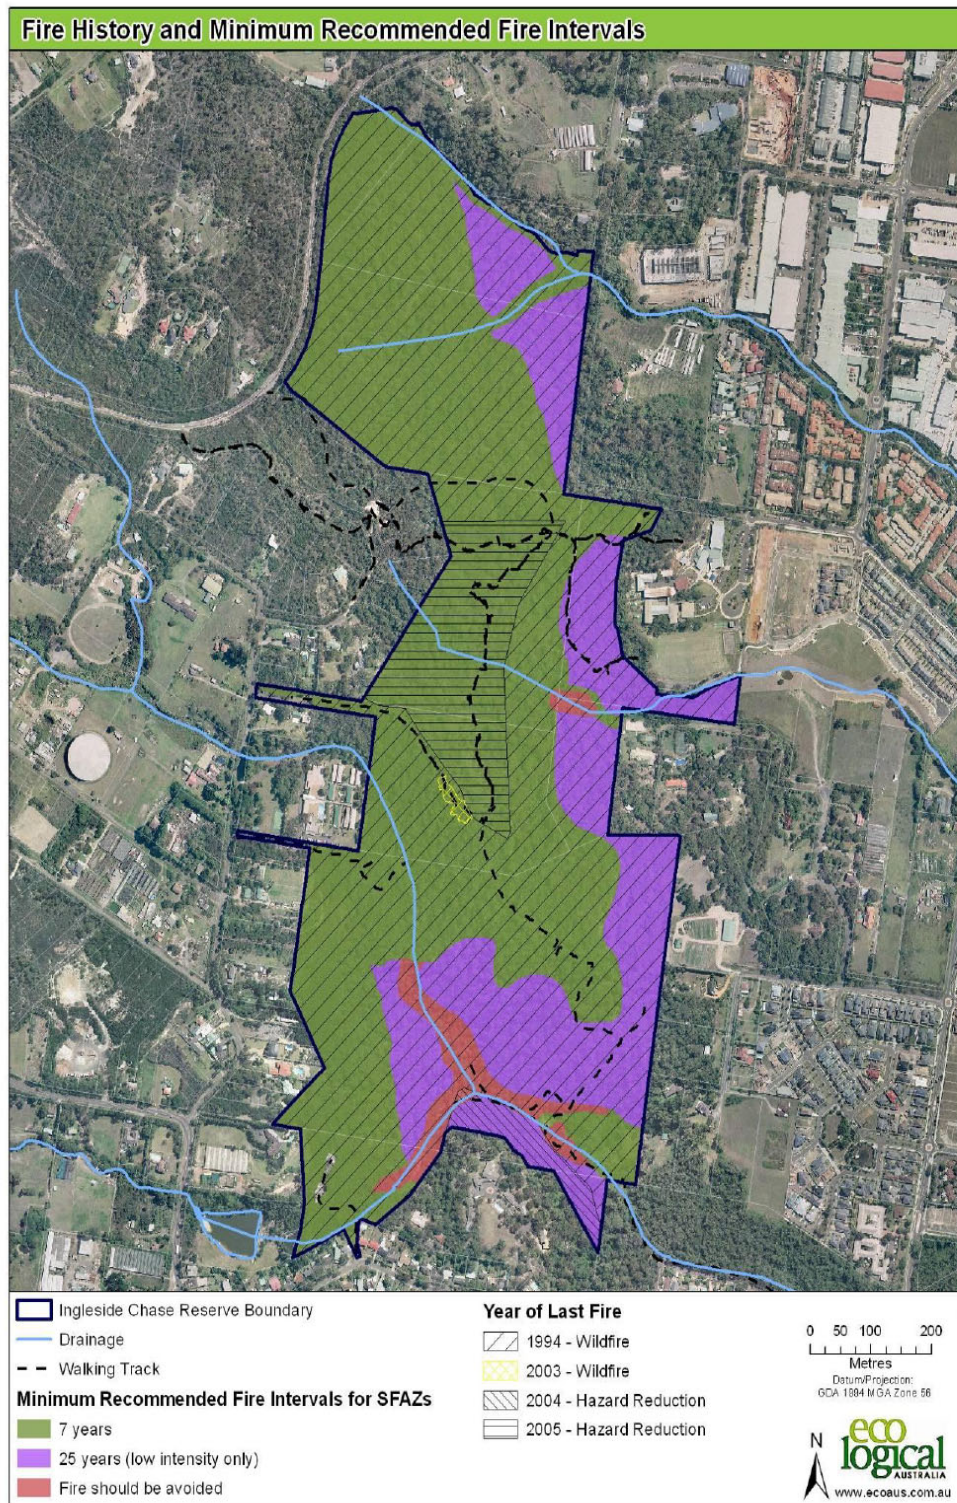 Fire History and Minimum Recommended Fire Intervals
Ingleside Chase Reserve Boundary
Drainage
Walking Track
Minimum Recommended Fire Intervals for SFAZs
7 years
25 years (low intensity only)
Fire should be avoided
Year of Last Fire
1994 - Wildfire
2003 - Wildfire
2004 - Hazard Reduction
2005 - Hazard Reduction
0 50 100 200
Metres
Datum/Projection:
GDA 1994 MGA Zone 56
N
eco
logical
AUSTRALIA
www.ecoaus.com.au